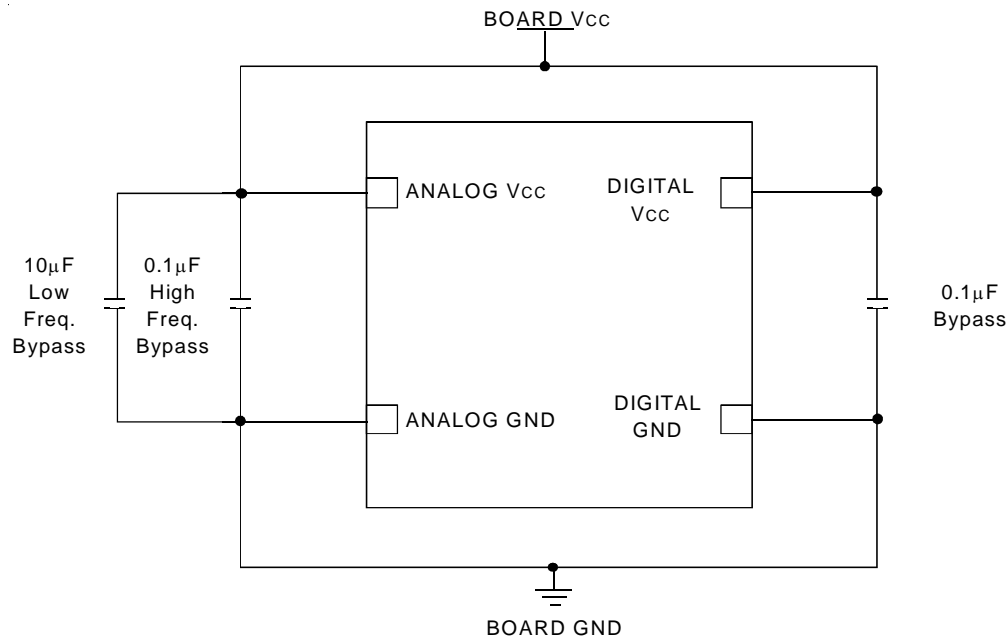 BOARD VCC
ANALOG VCC
DIGITAL
VCC
10μF
Low
Freq.
Bypass
0.1μF
High
Freq.
Bypass
0.1μF
Bypass
ANALOG GND
DIGITAL
GND
BOARD GND